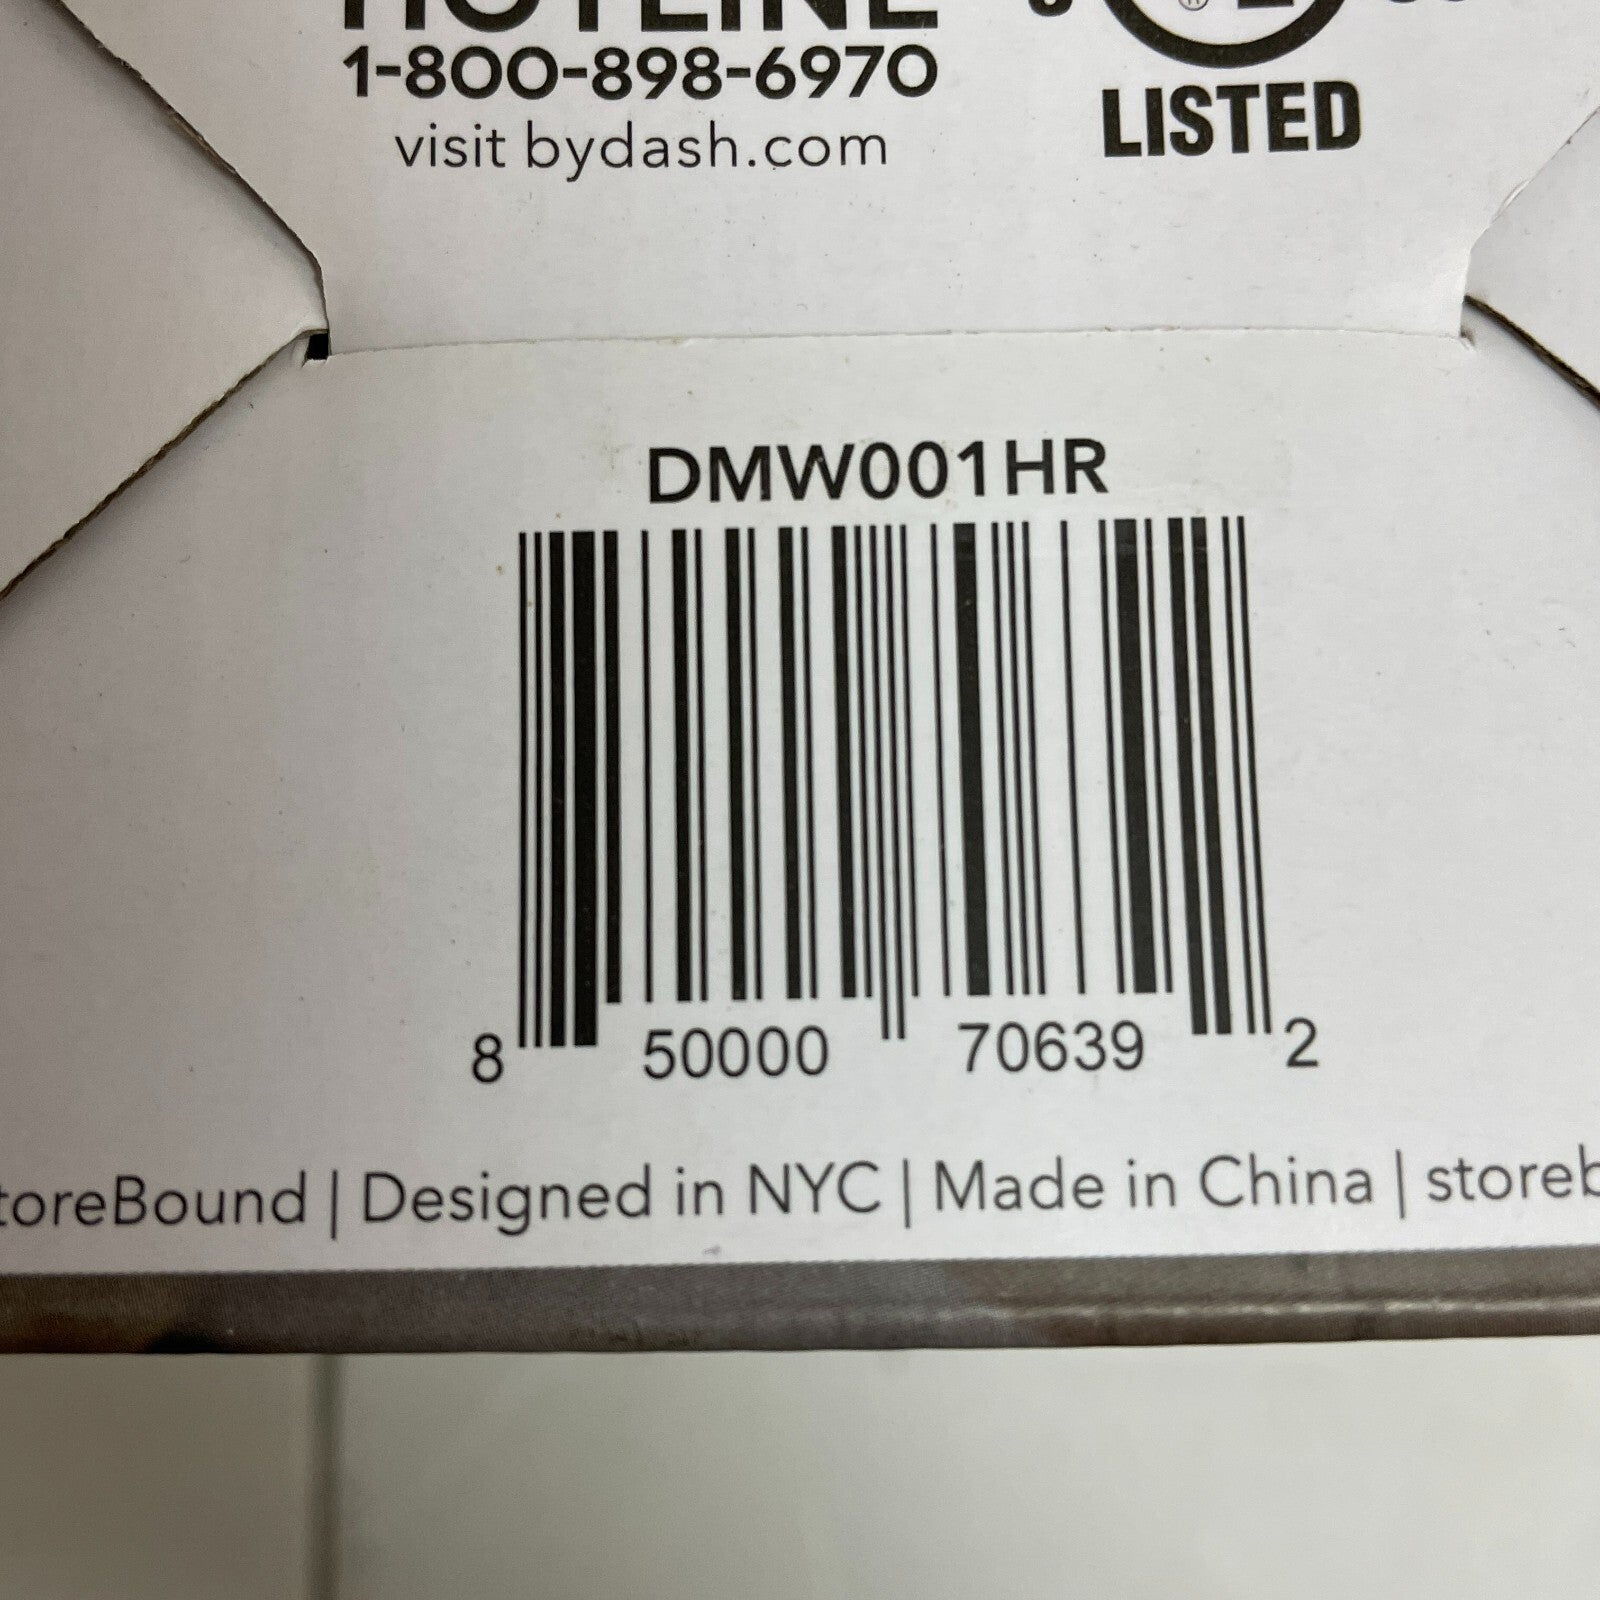 HOTLINE
1-800-898-6970
visit bydash.com
LISTED
DMW001HR
8 50000 70639 2
toreBound | Designed in NYC | Made in China | storeb